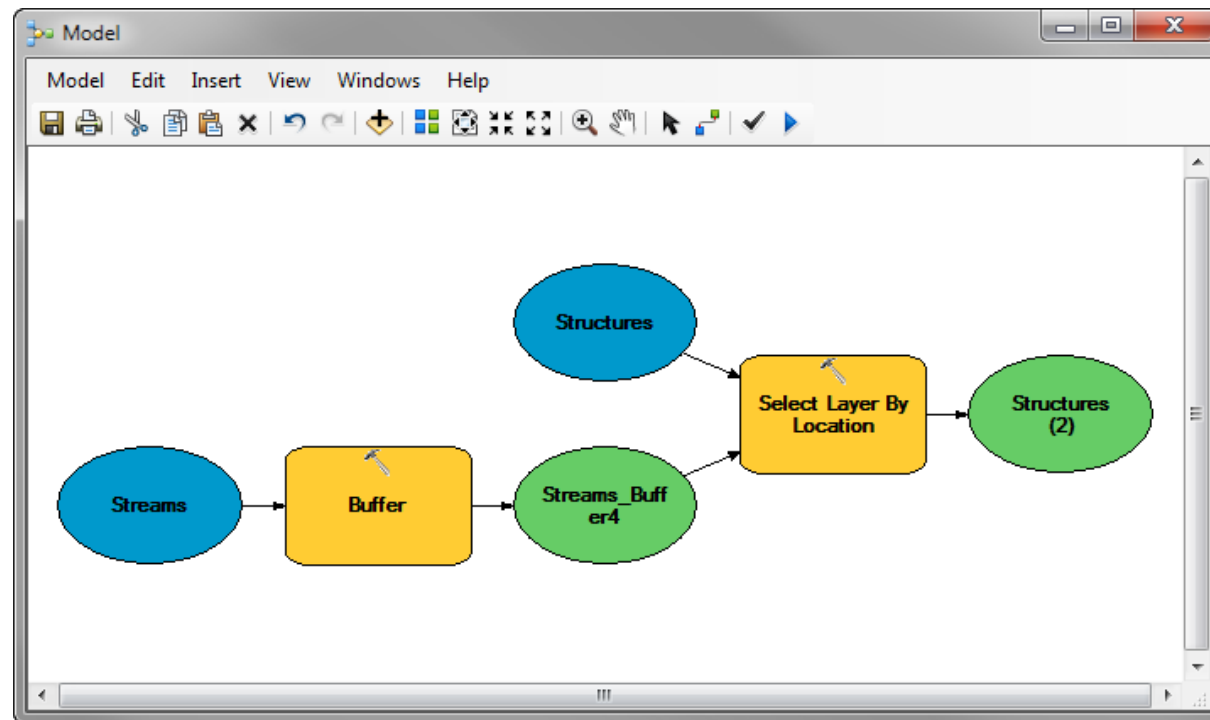 Model
Model Edit Insert View Windows Help
Structures
Select Layer By
Location
Structures
(2)
Streams
Buffer
Streams_Buff
er4